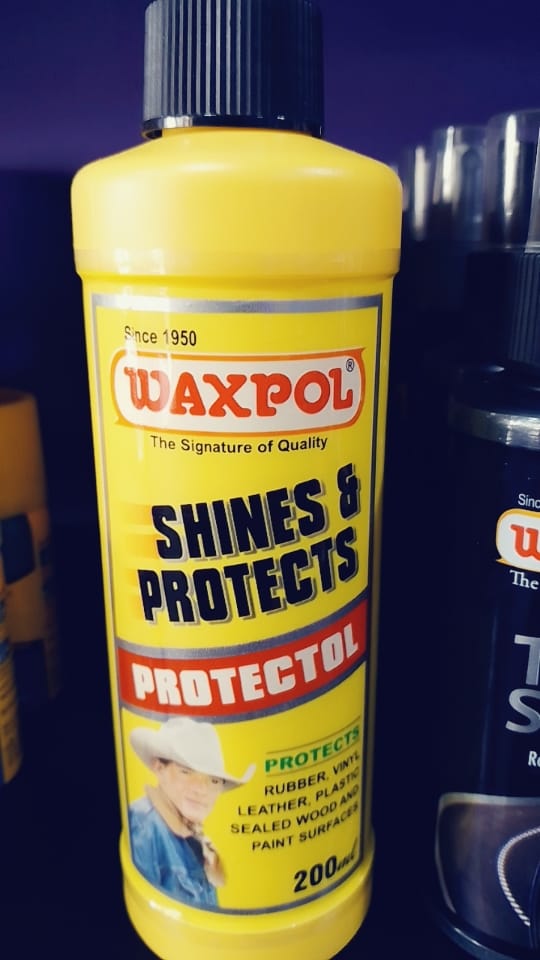 Since 1950
WAXPOL®
The Signature of Quality
SHINES &
PROTECTS
PROTECTOL
PROTECTS
RUBBER, VINYL
LEATHER, PLASTIC
SEALED WOOD AND
PAINT SURFACES
200ml
The